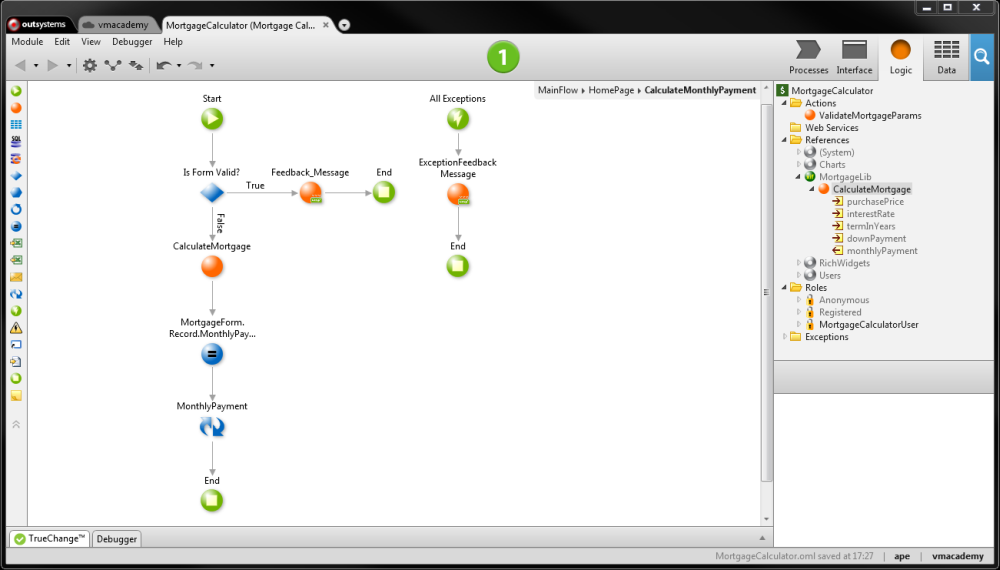 outsystems
vmacademy
MortgageCalculator (Mortgage Cal...
Module Edit View Debugger Help
1
Processes
Interface
Logic
Data
MainFlow HomePage CalculateMonthlyPayment
Start
All Exceptions
ExceptionFeedback
Message
Is Form Valid?
True
Feedback_Message
End
False
CalculateMortgage
End
MortgageForm.
Record.MonthlyPay...
MonthlyPayment
End
SQL
MortgageCalculator
Actions
ValidateMortgageParams
Web Services
References
(System)
Charts
MortgageLib
CalculateMortgage
purchasePrice
interestRate
termInYears
downPayment
monthlyPayment
RichWidgets
Users
Roles
Anonymous
Registered
MortgageCalculatorUser
Exceptions
TrueChange™
Debugger
MortgageCalculator.oml saved at 17:27
ape
vmacademy